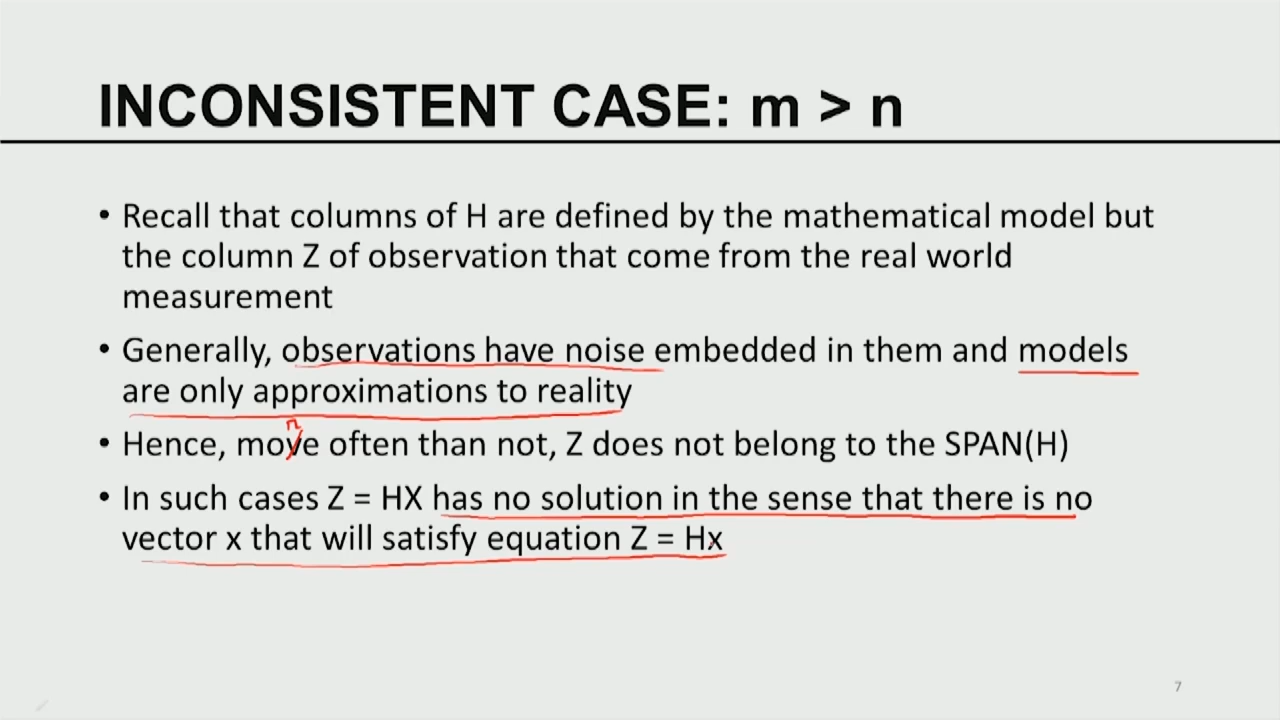 INCONSISTENT CASE: m > n
• Recall that columns of H are defined by the mathematical model but
the column Z of observation that come from the real world
measurement
• Generally, observations have noise embedded in them and models
are only approximations to reality
r
• Hence, move often than not, Z does not belong to the SPAN(H)
• In such cases Z = HX has no solution in the sense that there is no
vector x that will satisfy equation Z = Hx
7